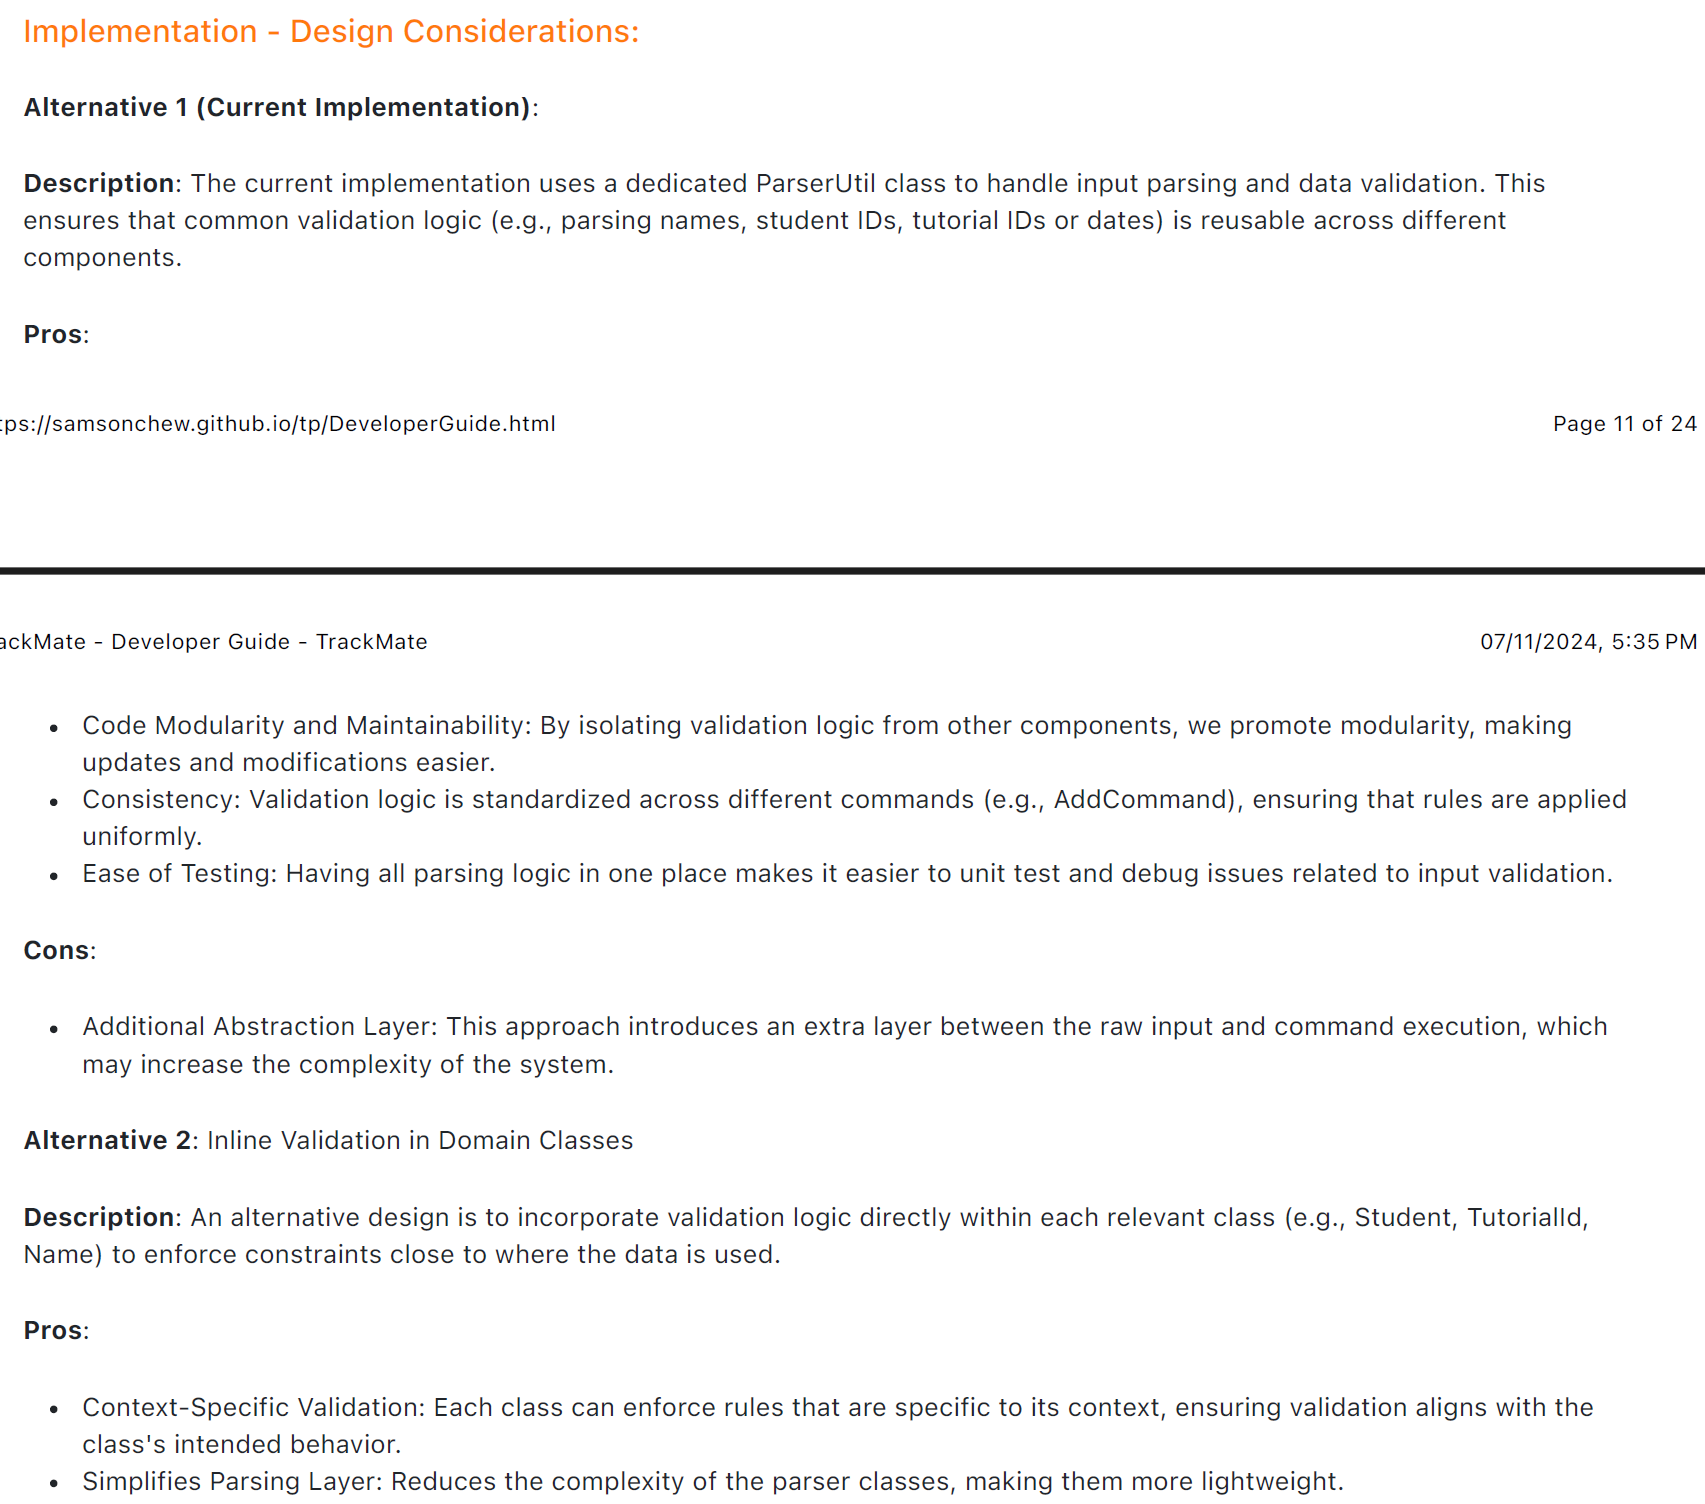 Implementation - Design Considerations:
Alternative 1 (Current Implementation):
Description: The current implementation uses a dedicated ParserUtil class to handle input parsing and data validation. This
ensures that common validation logic (e.g., parsing names, student IDs, tutorial IDs or dates) is reusable across different
components.
Pros:
tps://samsonchew.github.io/tp/DeveloperGuide.html
Page 11 of 24
ackMate - Developer Guide - TrackMate
07/11/2024, 5:35 PM
• Code Modularity and Maintainability: By isolating validation logic from other components, we promote modularity, making
updates and modifications easier.
• Consistency: Validation logic is standardized across different commands (e.g., AddCommand), ensuring that rules are applied
uniformly.
• Ease of Testing: Having all parsing logic in one place makes it easier to unit test and debug issues related to input validation.
Cons:
• Additional Abstraction Layer: This approach introduces an extra layer between the raw input and command execution, which
may increase the complexity of the system.
Alternative 2: Inline Validation in Domain Classes
Description: An alternative design is to incorporate validation logic directly within each relevant class (e.g., Student, TutorialId,
Name) to enforce constraints close to where the data is used.
Pros:
• Context-Specific Validation: Each class can enforce rules that are specific to its context, ensuring validation aligns with the
class's intended behavior.
• Simplifies Parsing Layer: Reduces the complexity of the parser classes, making them more lightweight.